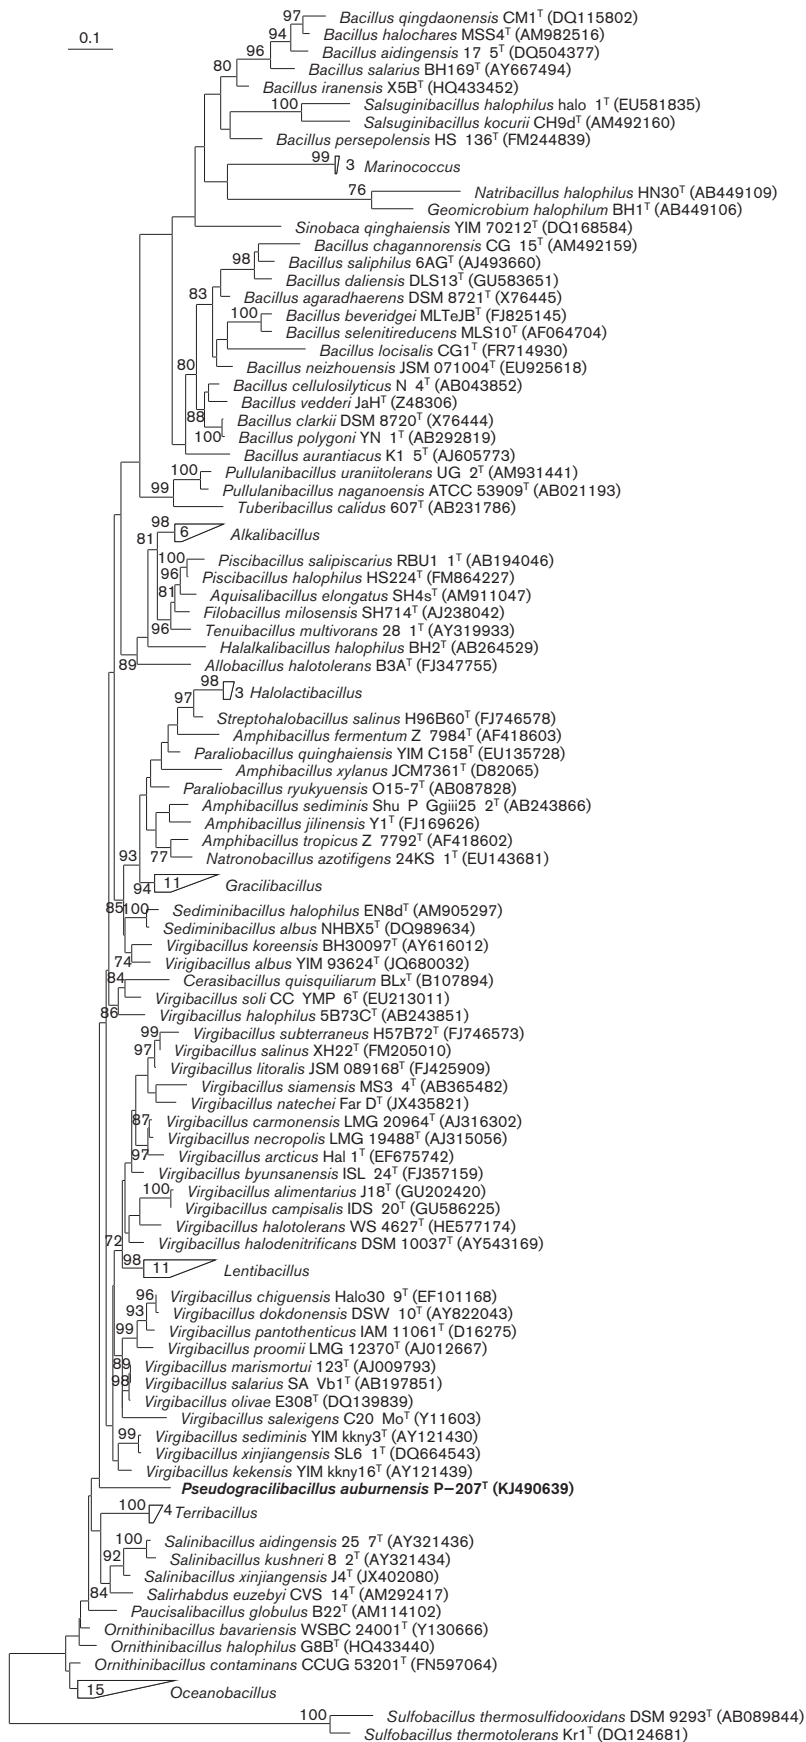 0.1
97
Bacillus qingdaonensis CM1T (DQ115802)
94
Bacillus halochares MSS4T (AM982516)
96
Bacillus aidingensis 17 5T (DQ504377)
80
Bacillus salarius BH169T (AY667494)
Bacillus iranensis X5BT (HQ433452)
100
Salsuginibacillus halophilus halo 1T (EU581835)
Salsuginibacillus kocurii CH9dT (AM492160)
Bacillus persepolensis HS 136T (FM244839)
99
3 Marinococcus
76
Natribacillus halophilus HN30T (AB449109)
Geomicrobium halophilum BH1T (AB449106)
Sinobaca qinghaiensis YIM 70212T (DQ168584)
Bacillus chagannorensis CG 15T (AM492159)
98
Bacillus saliphilus 6AGT (AJ493660)
Bacillus daliensis DLS13T (GU583651)
83
Bacillus agaradhaerens DSM 8721T (X76445)
100
Bacillus beveridgei MLTeJBT (FJ825145)
Bacillus selenitireducens MLS10T (AF064704)
Bacillus locisalis CG1T (FR714930)
80
Bacillus neizhouensis JSM 071004T (EU925618)
Bacillus cellulosilyticus N 4T (AB043852)
Bacillus vedderi JaHT (Z48306)
88
Bacillus clarkii DSM 8720T (X76444)
100
Bacillus polygoni YN 1T (AB292819)
Bacillus aurantiacus K1 5T (AJ605773)
100
Pullulanibacillus uraniitolerans UG 2T (AM931441)
99
Pullulanibacillus naganoensis ATCC 53909T (AB021193)
Tuberibacillus calidus 607T (AB231786)
98
6
Alkalibacillus
81
100
Piscibacillus salipiscarius RBU1 1T (AB194046)
96
Piscibacillus halophilus HS224T (FM864227)
81
Aquisalibacillus elongatus SH4sT (AM911047)
Filobacillus milosensis SH714T (AJ238042)
96
Tenuibacillus multivorans 28 1T (AY319933)
Halalkalibacillus halophilus BH2T (AB264529)
89
Allobacillus halotolerans B3AT (FJ347755)
98
3 Halolactibacillus
97
Streptohalobacillus salinus H96B60T (FJ746578)
Amphibacillus fermentum Z 7984T (AF418603)
Paraliobacillus quinghaiensis YIM C158T (EU135728)
Amphibacillus xylanus JCM7361T (D82065)
Paraliobacillus ryukyuensis O15-7T (AB087828)
Amphibacillus sediminis Shu P Ggiii25 2T (AB243866)
Amphibacillus jilinensis Y1T (FJ169626)
Amphibacillus tropicus Z 7792T (AF418602)
93
77
Natronobacillus azotifigens 24KS 1T (EU143681)
94
11
Gracilibacillus
85
100
Sediminibacillus halophilus EN8dT (AM905297)
Sediminibacillus albus NHBX5T (DQ989634)
Virgibacillus koreensis BH30097T (AY616012)
74
Virigibacillus albus YIM 93624T (JQ680032)
84
Cerasibacillus quisquiliarum BLxT (B107894)
Virgibacillus soli CC YMP 6T (EU213011)
86
Virgibacillus halophilus 5B73CT (AB243851)
99
Virgibacillus subterraneus H57B72T (FJ746573)
97
Virgibacillus salinus XH22T (FM205010)
Virgibacillus litoralis JSM 089168T (FJ425909)
Virgibacillus siamensis MS3 4T (AB365482)
Virgibacillus natechei Far DT (JX435821)
87
Virgibacillus carmonensis LMG 20964T (AJ316302)
Virgibacillus necropolis LMG 19488T (AJ315056)
97
Virgibacillus arcticus Hal 1T (EF675742)
Virgibacillus byunsanensis ISL 24T (FJ357159)
100
Virgibacillus alimentarius J18T (GU202420)
Virgibacillus campisalis IDS 20T (GU586225)
Virgibacillus halotolerans WS 4627T (HE577174)
72
Virgibacillus halodenitrificans DSM 10037T (AY543169)
98
11
Lentibacillus
96
Virgibacillus chiguensis Halo30 9T (EF101168)
93
Virgibacillus dokdonensis DSW 10T (AY822043)
99
Virgibacillus pantothenticus IAM 11061T (D16275)
Virgibacillus proomii LMG 12370T (AJ012667)
89
Virgibacillus marismortui 123T (AJ009793)
98
Virgibacillus salarius SA Vb1T (AB197851)
Virgibacillus olivae E308T (DQ139839)
Virgibacillus salexigens C20 MoT (Y11603)
99
Virgibacillus sediminis YIM kkny3T (AY121430)
Virgibacillus xinjiangensis SL6 1T (DQ664543)
Virgibacillus kekensis YIM kkny16T (AY121439)
Pseudogracilibacillus auburnensis P–207T (KJ490639)
100
4 Terribacillus
100
Salinibacillus aidingensis 25 7T (AY321436)
92
Salinibacillus kushneri 8 2T (AY321434)
Salinibacillus xinjiangensis J4T (JX402080)
84
Salirhabdus euzebyi CVS 14T (AM292417)
Paucisalibacillus globulus B22T (AM114102)
Ornithinibacillus bavariensis WSBC 24001T (Y130666)
Ornithinibacillus halophilus G8BT (HQ433440)
Ornithinibacillus contaminans CCUG 53201T (FN597064)
15
Oceanobacillus
100
Sulfobacillus thermosulfidooxidans DSM 9293T (AB089844)
Sulfobacillus thermotolerans Kr1T (DQ124681)